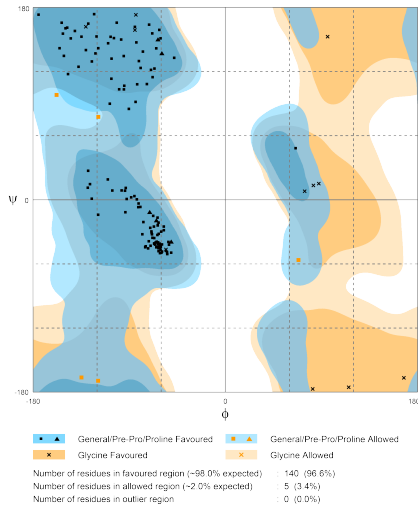 180
Ψ
0
-180
-180
0
180
ϕ
General/Pre-Pro/Proline Favoured
General/Pre-Pro/Proline Allowed
Glycine Favoured
Glycine Allowed
Number of residues in favoured region (~98.0% expected) : 140 (96.6%)
Number of residues in allowed region (~2.0% expected) : 5 (3.4%)
Number of residues in outlier region : 0 (0.0%)